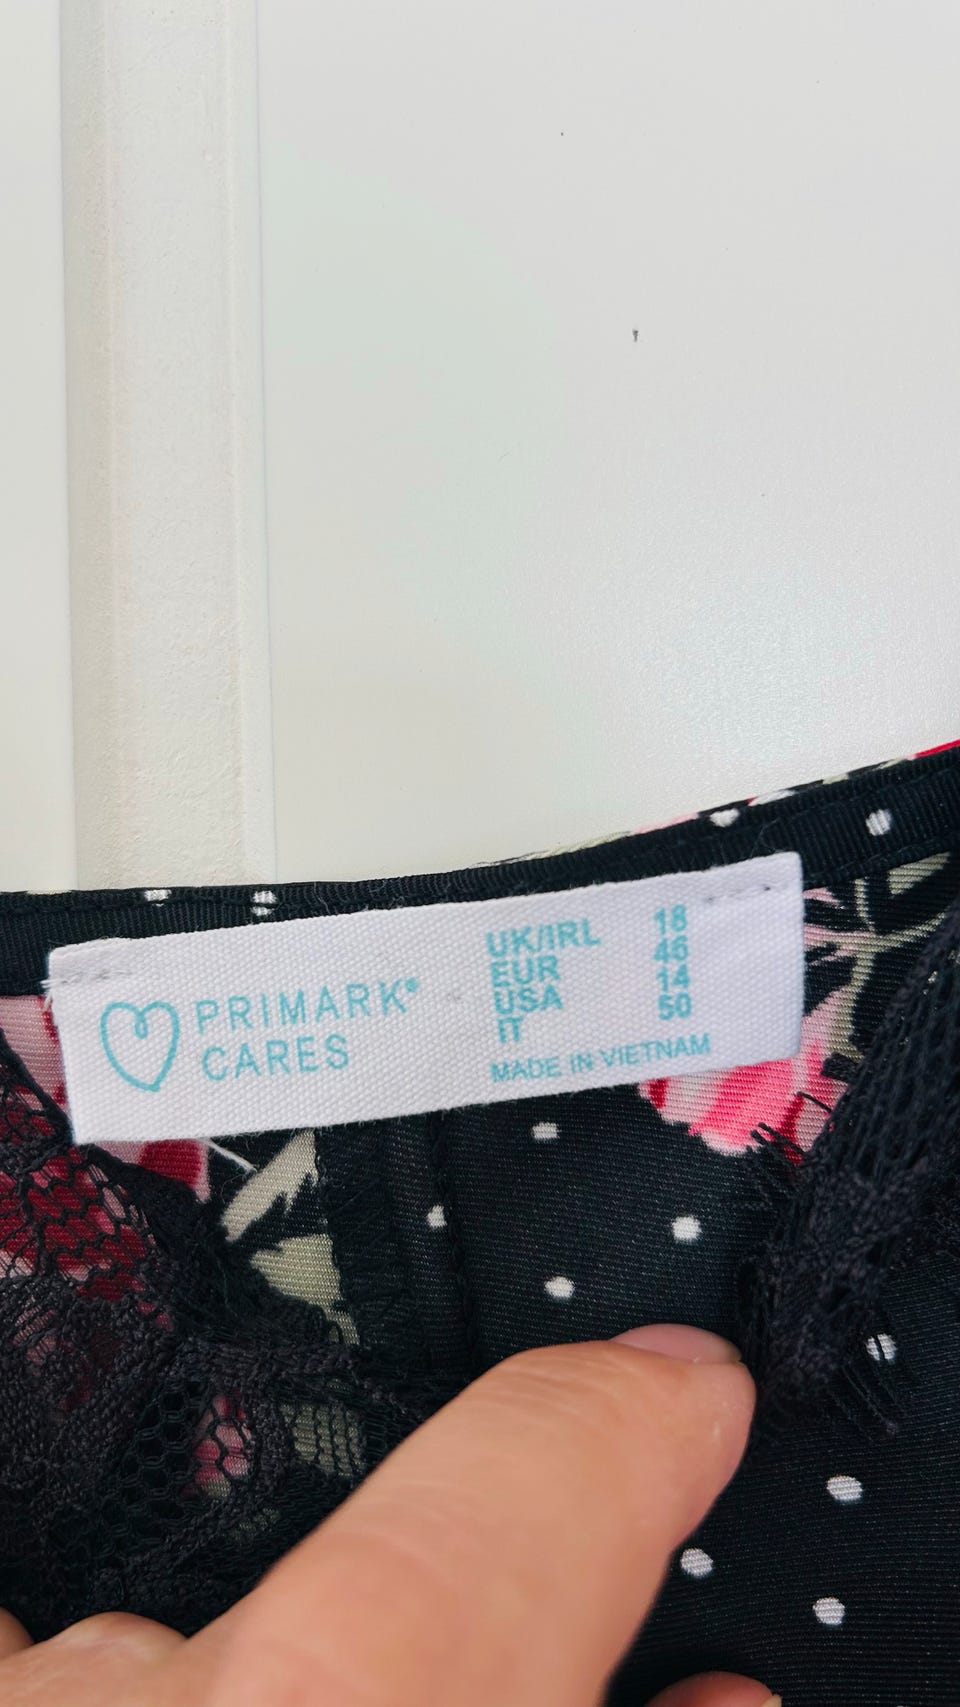 PRIMARK®
CARES
UK/IRL 18
EUR 46
USA 14
IT 50
MADE IN VIETNAM